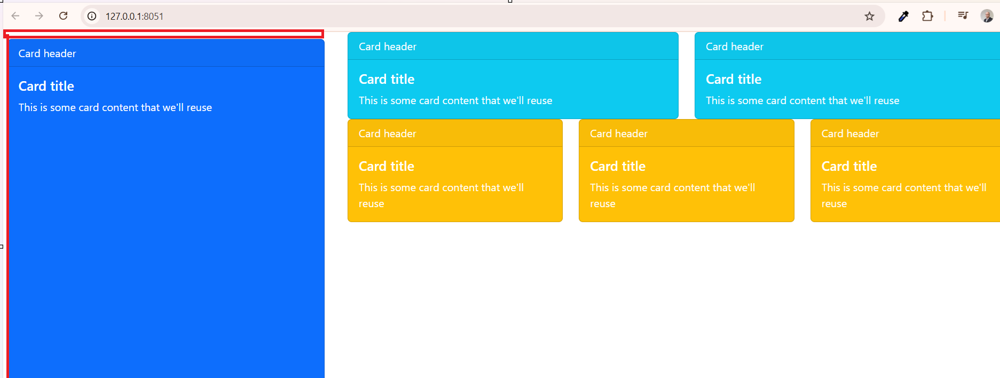 127.0.0.1:8051
Card header
Card title
This is some card content that we'll reuse
Card header
Card title
This is some card content that we'll reuse
Card header
Card title
This is some card content that we'll reuse
Card header
Card title
This is some card content that we'll
reuse
Card header
Card title
This is some card content that we'll
reuse
Card header
Card title
This is some card content that we'll
reuse